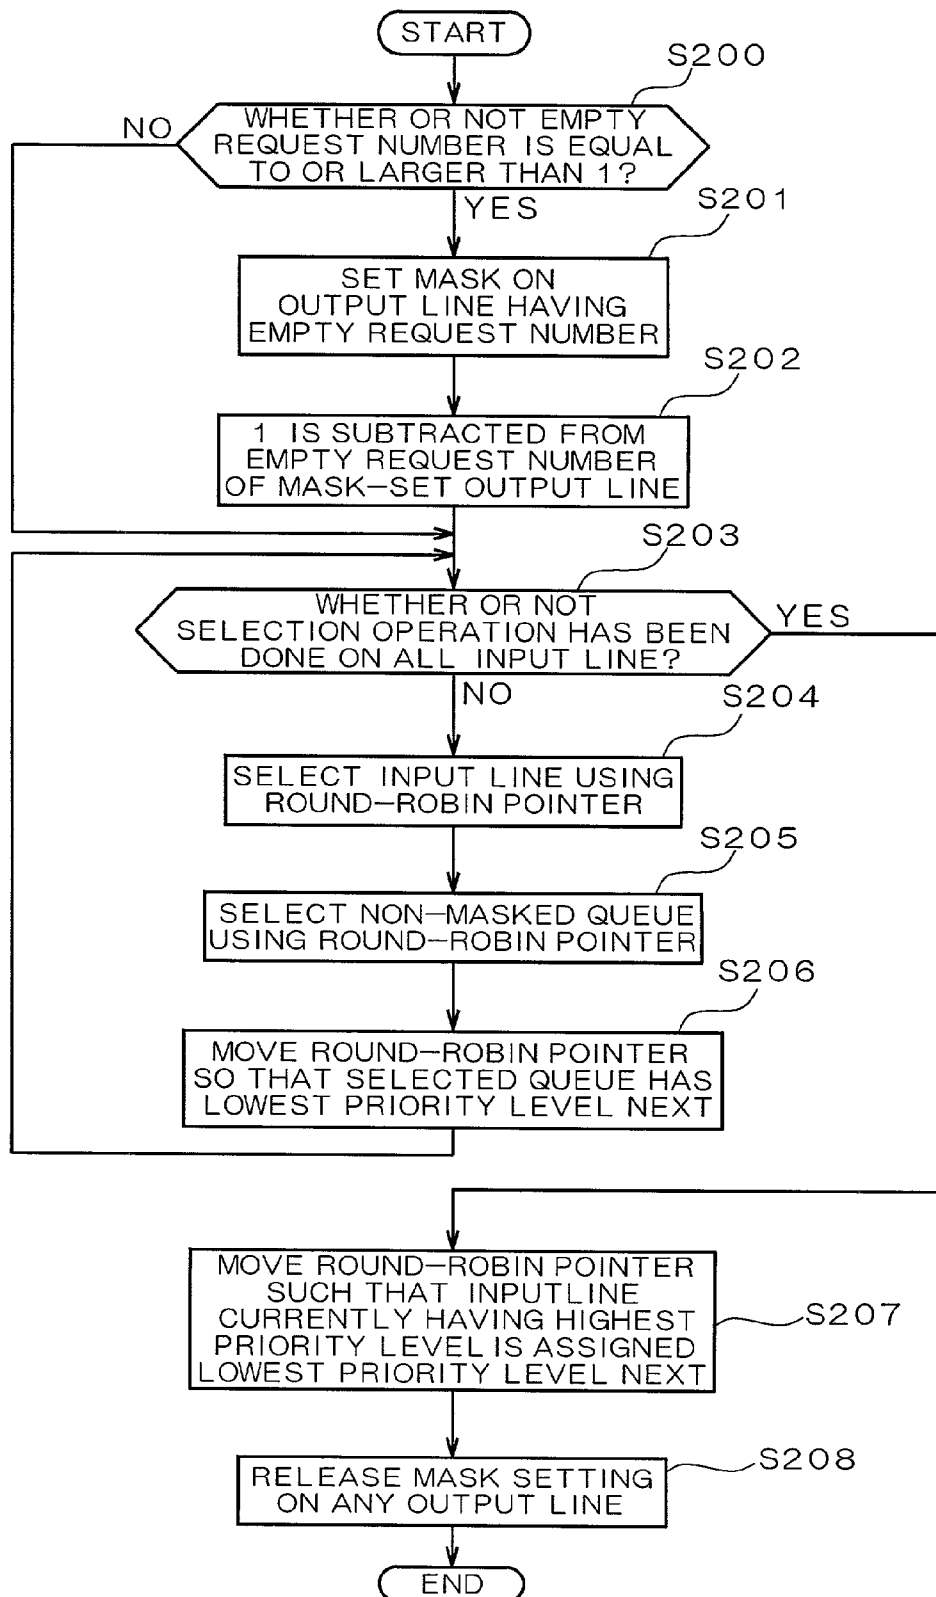 START
S200
NO
WHETHER OR NOT EMPTY
REQUEST NUMBER IS EQUAL
TO OR LARGER THAN 1?
YES
S201
SET MASK ON
OUTPUT LINE HAVING
EMPTY REQUEST NUMBER
S202
1 IS SUBTRACTED FROM
EMPTY REQUEST NUMBER
OF MASK-SET OUTPUT LINE
S203
WHETHER OR NOT
SELECTION OPERATION HAS BEEN
DONE ON ALL INPUT LINE?
YES
NO
S204
SELECT INPUT LINE USING
ROUND-ROBIN POINTER
S205
SELECT NON-MASKED QUEUE
USING ROUND-ROBIN POINTER
S206
MOVE ROUND-ROBIN POINTER
SO THAT SELECTED QUEUE HAS
LOWEST PRIORITY LEVEL NEXT
MOVE ROUND-ROBIN POINTER
SUCH THAT INPUTLINE
CURRENTLY HAVING HIGHEST
PRIORITY LEVEL IS ASSIGNED
LOWEST PRIORITY LEVEL NEXT
S207
S208
RELEASE MASK SETTING
ON ANY OUTPUT LINE
END